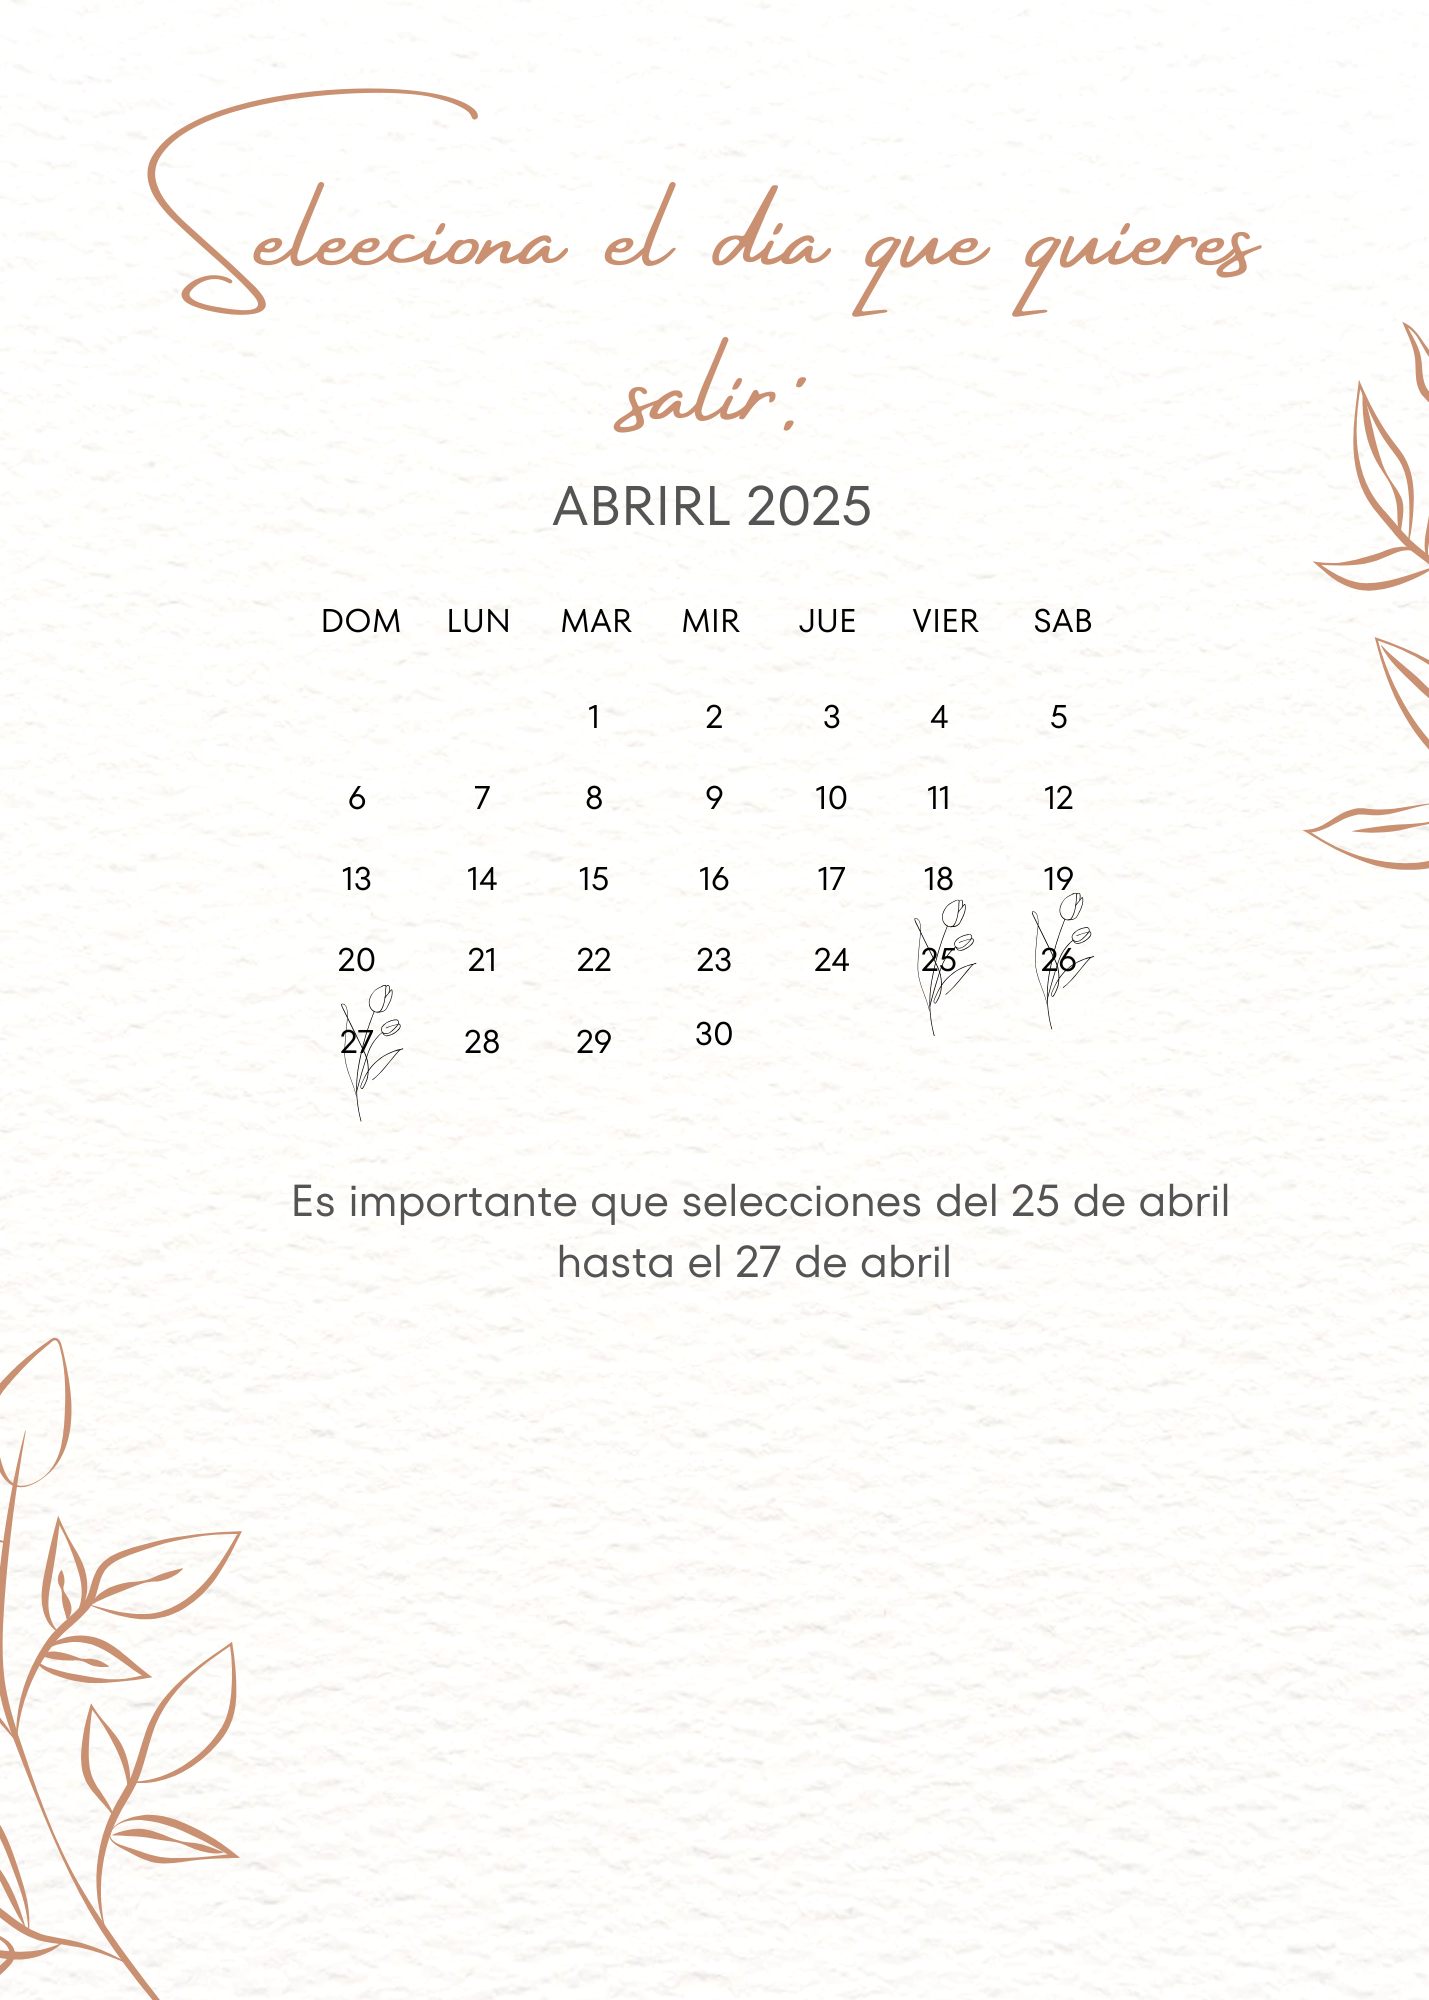 Seleeciona el dia que quieres
salir:
ABRIRL 2025
DOM LUN MAR MIR JUE VIER SAB
1 2 3 4 5
6 7 8 9 10 11 12
13 14 15 16 17 18 19
20 21 22 23 24 25 26
27 28 29 30
Es importante que selecciones del 25 de abril
hasta el 27 de abril